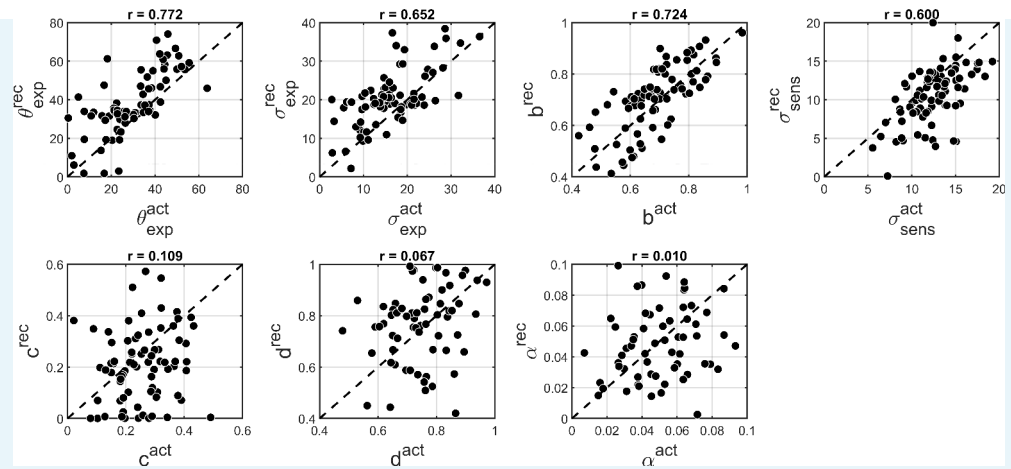 r = 0.772
80
60
40
20
0
θ^rec_exp
0 20 40 60 80
θ^act_exp
r = 0.652
40
30
20
10
0
σ^rec_exp
0 10 20 30 40
σ^act_exp
r = 0.724
1
0.8
0.6
0.4
b^rec
0.4 0.6 0.8 1
b^act
r = 0.600
20
15
10
5
0
σ^rec_sens
0 5 10 15 20
σ^act_sens
r = 0.109
0.6
0.4
0.2
0
c^rec
0 0.2 0.4 0.6
c^act
r = 0.067
1
0.8
0.6
0.4
d^rec
0.4 0.6 0.8 1
d^act
r = 0.010
0.1
0.08
0.06
0.04
0.02
0
α^rec
0 0.02 0.04 0.06 0.08 0.1
α^act